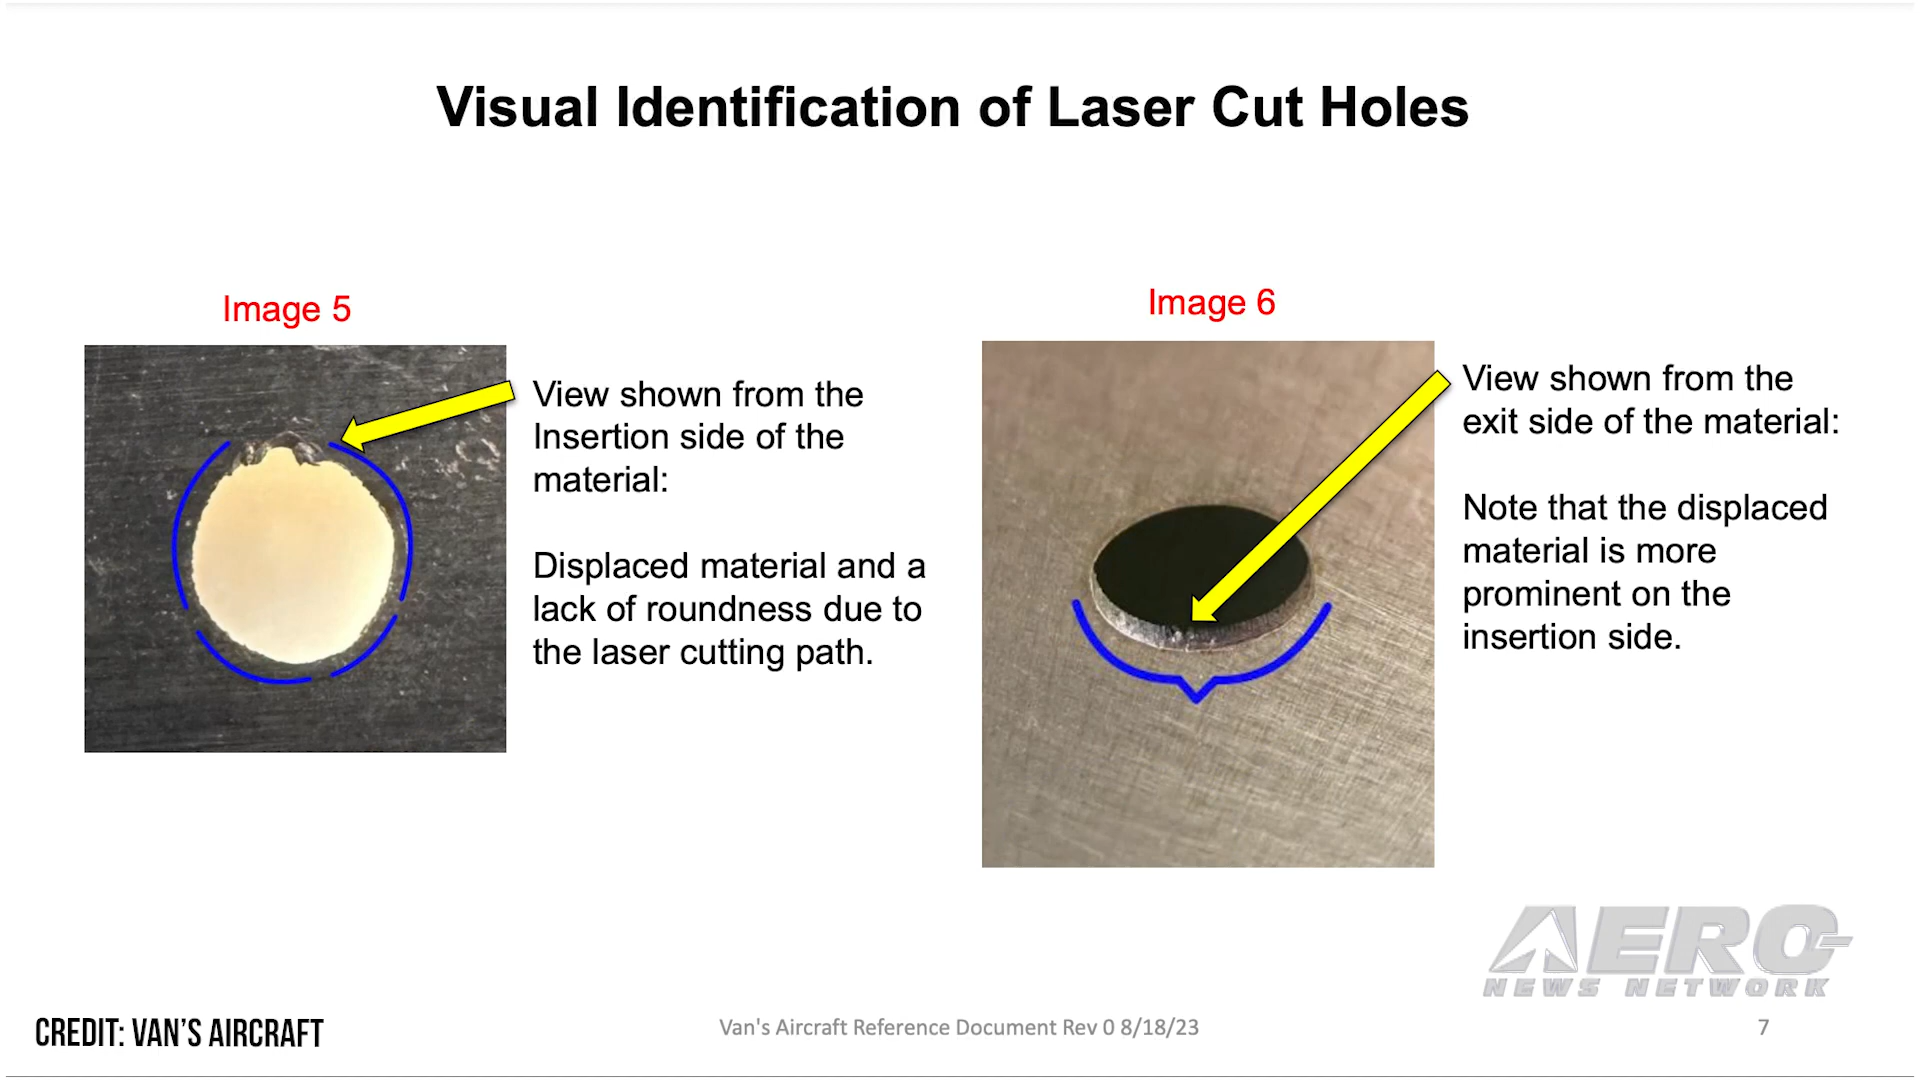 Visual Identification of Laser Cut Holes
Image 5
View shown from the
Insertion side of the
material:
Displaced material and a
lack of roundness due to
the laser cutting path.
Image 6
View shown from the
exit side of the material:
Note that the displaced
material is more
prominent on the
insertion side.
AERO
NEWS NETWORK
CREDIT: VAN'S AIRCRAFT
Van's Aircraft Reference Document Rev 0 8/18/23
7